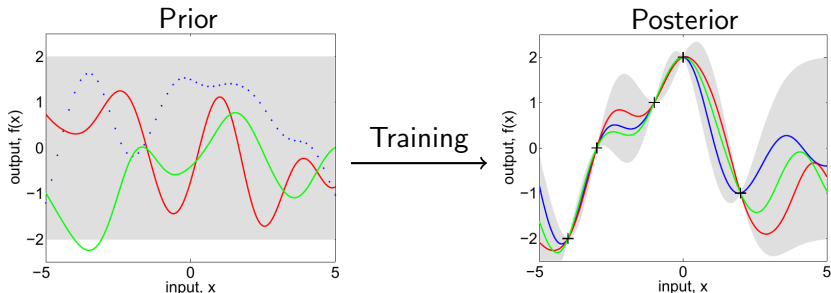 Prior
output, f(x)
2
1
0
−1
−2
−5
0
5
input, x
Training
Posterior
output, f(x)
2
1
0
−1
−2
−5
0
5
input, x